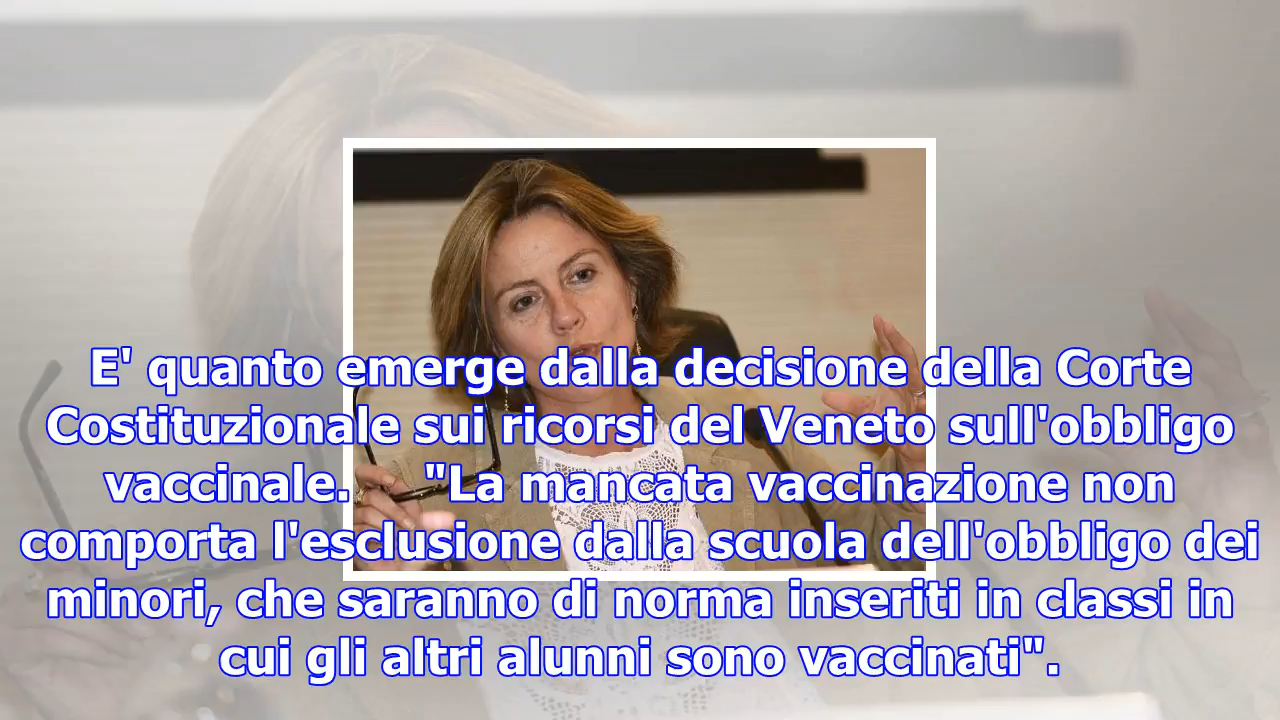 E' quanto emerge dalla decisione della Corte
Costituzionale sui ricorsi del Veneto sull'obbligo
vaccinale.    "La mancata vaccinazione non
comporta l'esclusione dalla scuola dell'obbligo dei
minori, che saranno di norma inseriti in classi in
cui gli altri alunni sono vaccinati".